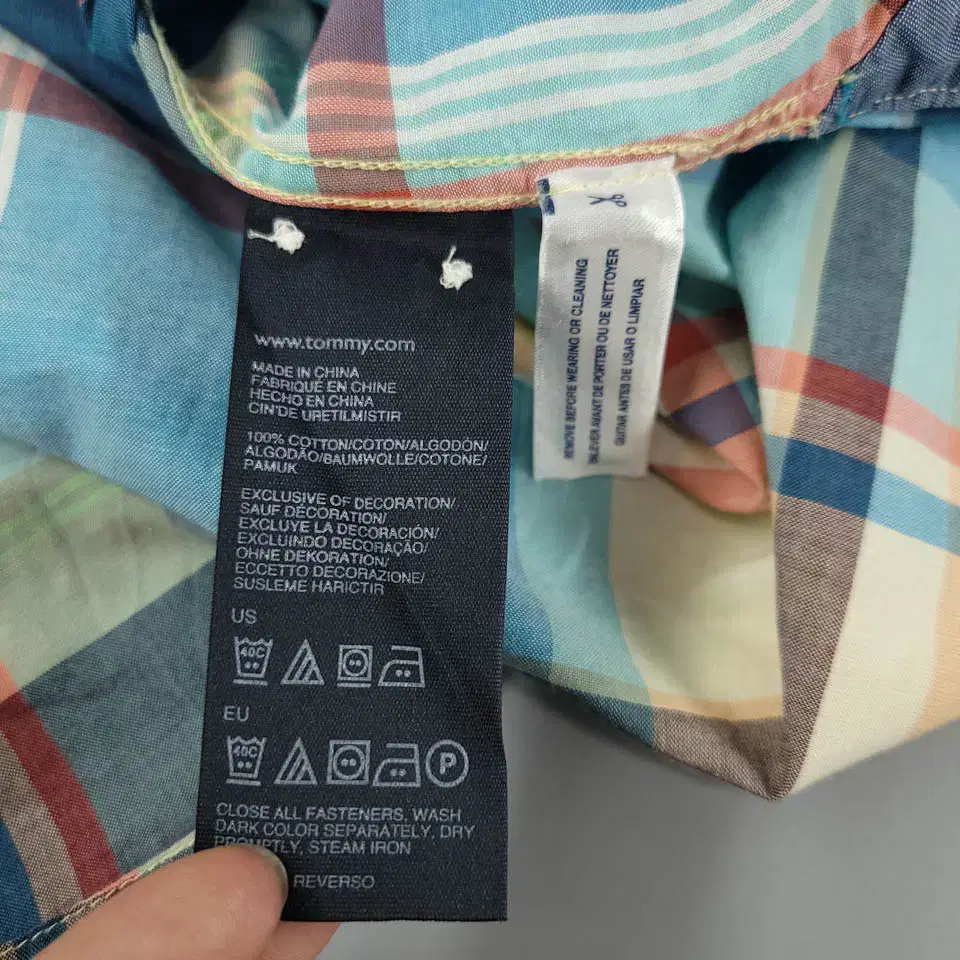 www.tommy.com
MADE IN CHINA
FABRIQUÉ EN CHINE
HECHO EN CHINA
CIN'DE URETILMISTIR
100% COTTON/COTON/ALGODÓN/
ALGODÃO/BAUMWOLLE/COTONE/
PAMUK
EXCLUSIVE OF DECORATION/
SAUF DÉCORATION/
EXCLUYE LA DECORACIÓN/
EXCLUINDO DECORAÇÃO/
OHNE DEKORATION/
ECCETTO DECORAZIONE/
SUSLEME HARICTIR
US
40C
EU
40C P
CLOSE ALL FASTENERS, WASH
DARK COLOR SEPARATELY, DRY
PROMPTLY, STEAM IRON
REVERSO
REMOVE BEFORE WEARING OR CLEANING
ENLEVER AVANT DE PORTER OU DE NETTOYER
QUITAR ANTES DE USAR O LIMPIAR